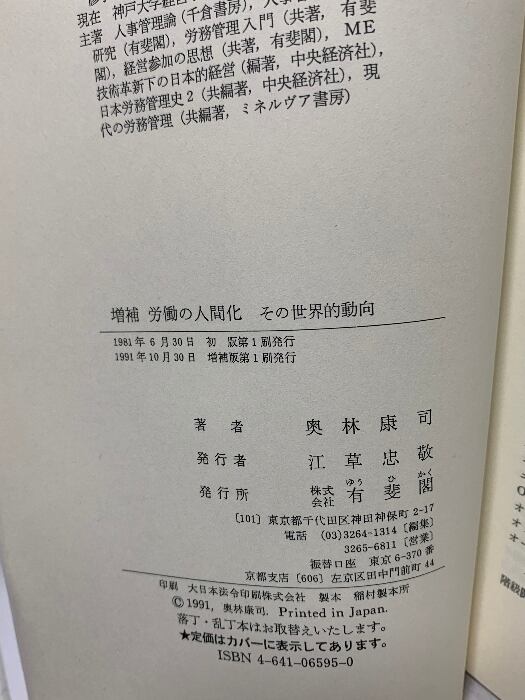 現在 神戸大学経営
主著 人事管理論(千倉書房),人事
研究(有斐閣),労務管理入門(共著,有斐
閣),経営参加の思想(共著,有斐閣),ME
技術革新下の日本的経営(編著,中央経済社),
日本労務管理史2(共編著,中央経済社),現
代の労務管理(共編著,ミネルヴァ書房)
増補 労働の人間化 その世界的動向
1981年6月30日 初 版第1刷発行
1991年10月30日 増補版第1刷発行
著者 奥林康司
発行者 江草忠敬
ゆう ひ かく
発行所 株式会社 有斐閣
〔101〕東京都千代田区神田神保町2-17
電話 (03)3264-1314〔編集〕
3265-6811〔営業〕
振替口座 東京6-370番
京都支店〔606〕左京区田中門前町44
印刷 大日本法令印刷株式会社 製本 稲村製本所
© 1991, 奥林康司. Printed in Japan.
落丁・乱丁本はお取替えいたします。
★定価はカバーに表示してあります。
ISBN 4-641-06595-0
階級